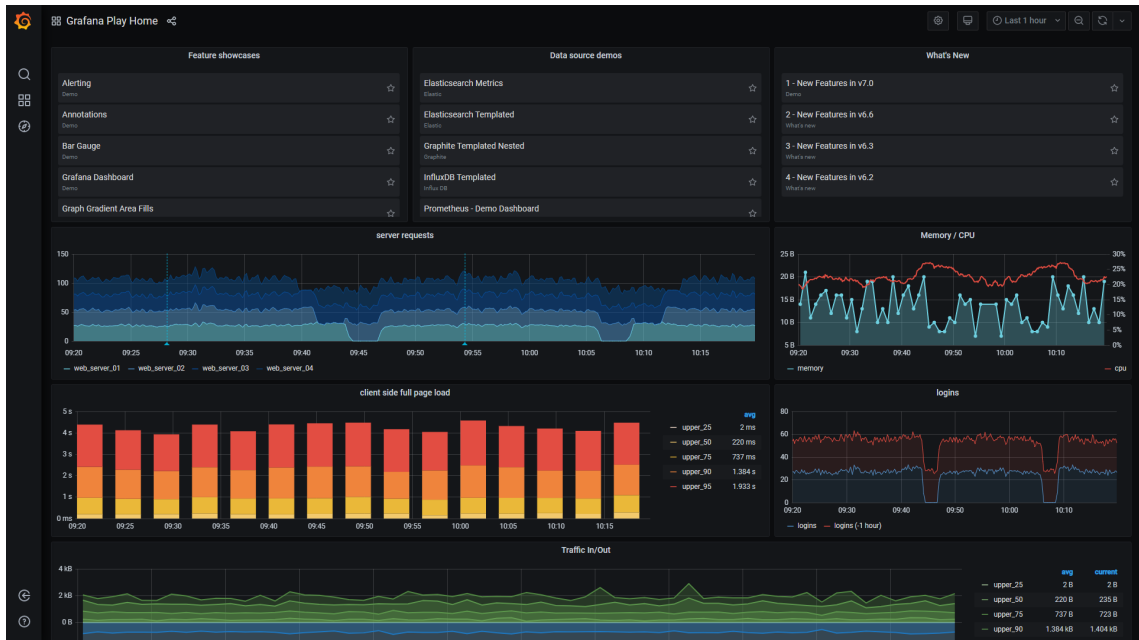 Grafana Play Home
Last 1 hour
Feature showcases
Alerting
Demo
Annotations
Demo
Bar Gauge
Demo
Grafana Dashboard
Demo
Graph Gradient Area Fills
Data source demos
Elasticsearch Metrics
Elastic
Elasticsearch Templated
Elastic
Graphite Templated Nested
Graphite
InfluxDB Templated
Influx DB
Prometheus - Demo Dashboard
What's New
1 - New Features in v7.0
Demo
2 - New Features in v6.6
What's new
3 - New Features in v6.3
What's new
4 - New Features in v6.2
What's new
server requests
150
100
50
0
09:20 09:25 09:30 09:35 09:40 09:45 09:50 09:55 10:00 10:05 10:10 10:15
web_server_01 web_server_02 web_server_03 web_server_04
Memory / CPU
25 B 30%
25%
20 B 20%
15 B 15%
10%
10 B 5%
5 B 0%
09:20 09:30 09:40 09:50 10:00 10:10
memory cpu
client side full page load
5 s
4 s
3 s
2 s
1 s
0 ms
09:20 09:25 09:30 09:35 09:40 09:45 09:50 09:55 10:00 10:05 10:10 10:15
avg
upper_25 2 ms
upper_50 220 ms
upper_75 737 ms
upper_90 1.384 s
upper_95 1.933 s
logins
80
60
40
20
0
09:20 09:30 09:40 09:50 10:00 10:10
logins logins (-1 hour)
Traffic In/Out
4 kB
2 kB
0 B
avg current
upper_25 2 B 2 B
upper_50 220 B 235 B
upper_75 737 B 723 B
upper_90 1.384 kB 1.404 kB